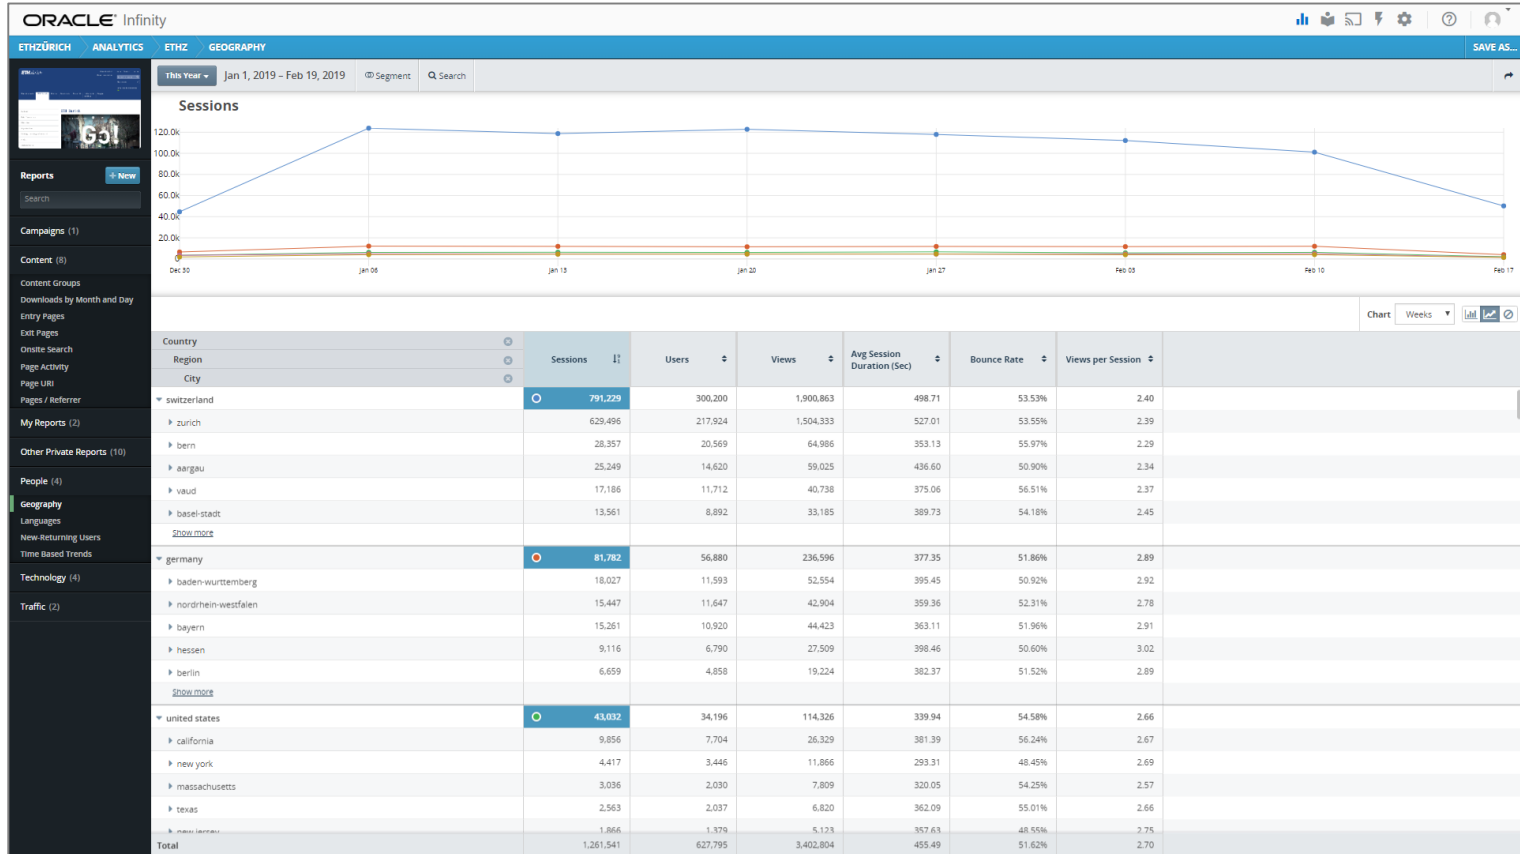 ORACLE® Infinity
ETHZÜRICH ANALYTICS ETHZ GEOGRAPHY SAVE AS...
This Year Jan 1, 2019 – Feb 19, 2019 Segment Search
Sessions
120.0k
100.0k
80.0k
60.0k
40.0k
20.0k
0
Dec 30 Jan 06 Jan 13 Jan 20 Jan 27 Feb 03 Feb 10 Feb 17
Go!
Reports + New
Search
Campaigns (1)
Content (8)
Content Groups
Downloads by Month and Day
Entry Pages
Exit Pages
Onsite Search
Page Activity
Page URI
Pages / Referrer
My Reports (2)
Other Private Reports (10)
People (4)
Geography
Languages
New-Returning Users
Time Based Trends
Technology (4)
Traffic (2)
Chart Weeks
Country
Region
City
Sessions Users Views Avg Session Duration (Sec) Bounce Rate Views per Session
switzerland 791,229 300,200 1,900,863 498.71 53.53% 2.40
zurich 629,496 217,924 1,504,333 527.01 53.55% 2.39
bern 28,357 20,569 64,986 353.13 55.97% 2.29
aargau 25,249 14,620 59,025 436.60 50.90% 2.34
vaud 17,186 11,712 40,738 375.06 56.51% 2.37
basel-stadt 13,561 8,892 33,185 389.73 54.18% 2.45
Show more
germany 81,782 56,880 236,596 377.35 51.86% 2.89
baden-wurttemberg 18,027 11,593 52,554 395.45 50.92% 2.92
nordrhein-westfalen 15,447 11,647 42,904 359.36 52.31% 2.78
bayern 15,261 10,920 44,423 363.11 51.96% 2.91
hessen 9,116 6,790 27,509 398.46 50.60% 3.02
berlin 6,659 4,858 19,224 382.37 51.52% 2.89
Show more
united states 43,032 34,196 114,326 339.94 54.58% 2.66
california 9,856 7,704 26,329 381.39 56.24% 2.67
new york 4,417 3,446 11,866 293.31 48.45% 2.69
massachusetts 3,036 2,030 7,809 320.05 54.25% 2.57
texas 2,563 2,037 6,820 362.09 55.01% 2.66
new jersey 1,866 1,379 5,123 357.63 48.55% 2.75
Total 1,261,541 627,795 3,402,804 455.49 51.62% 2.70